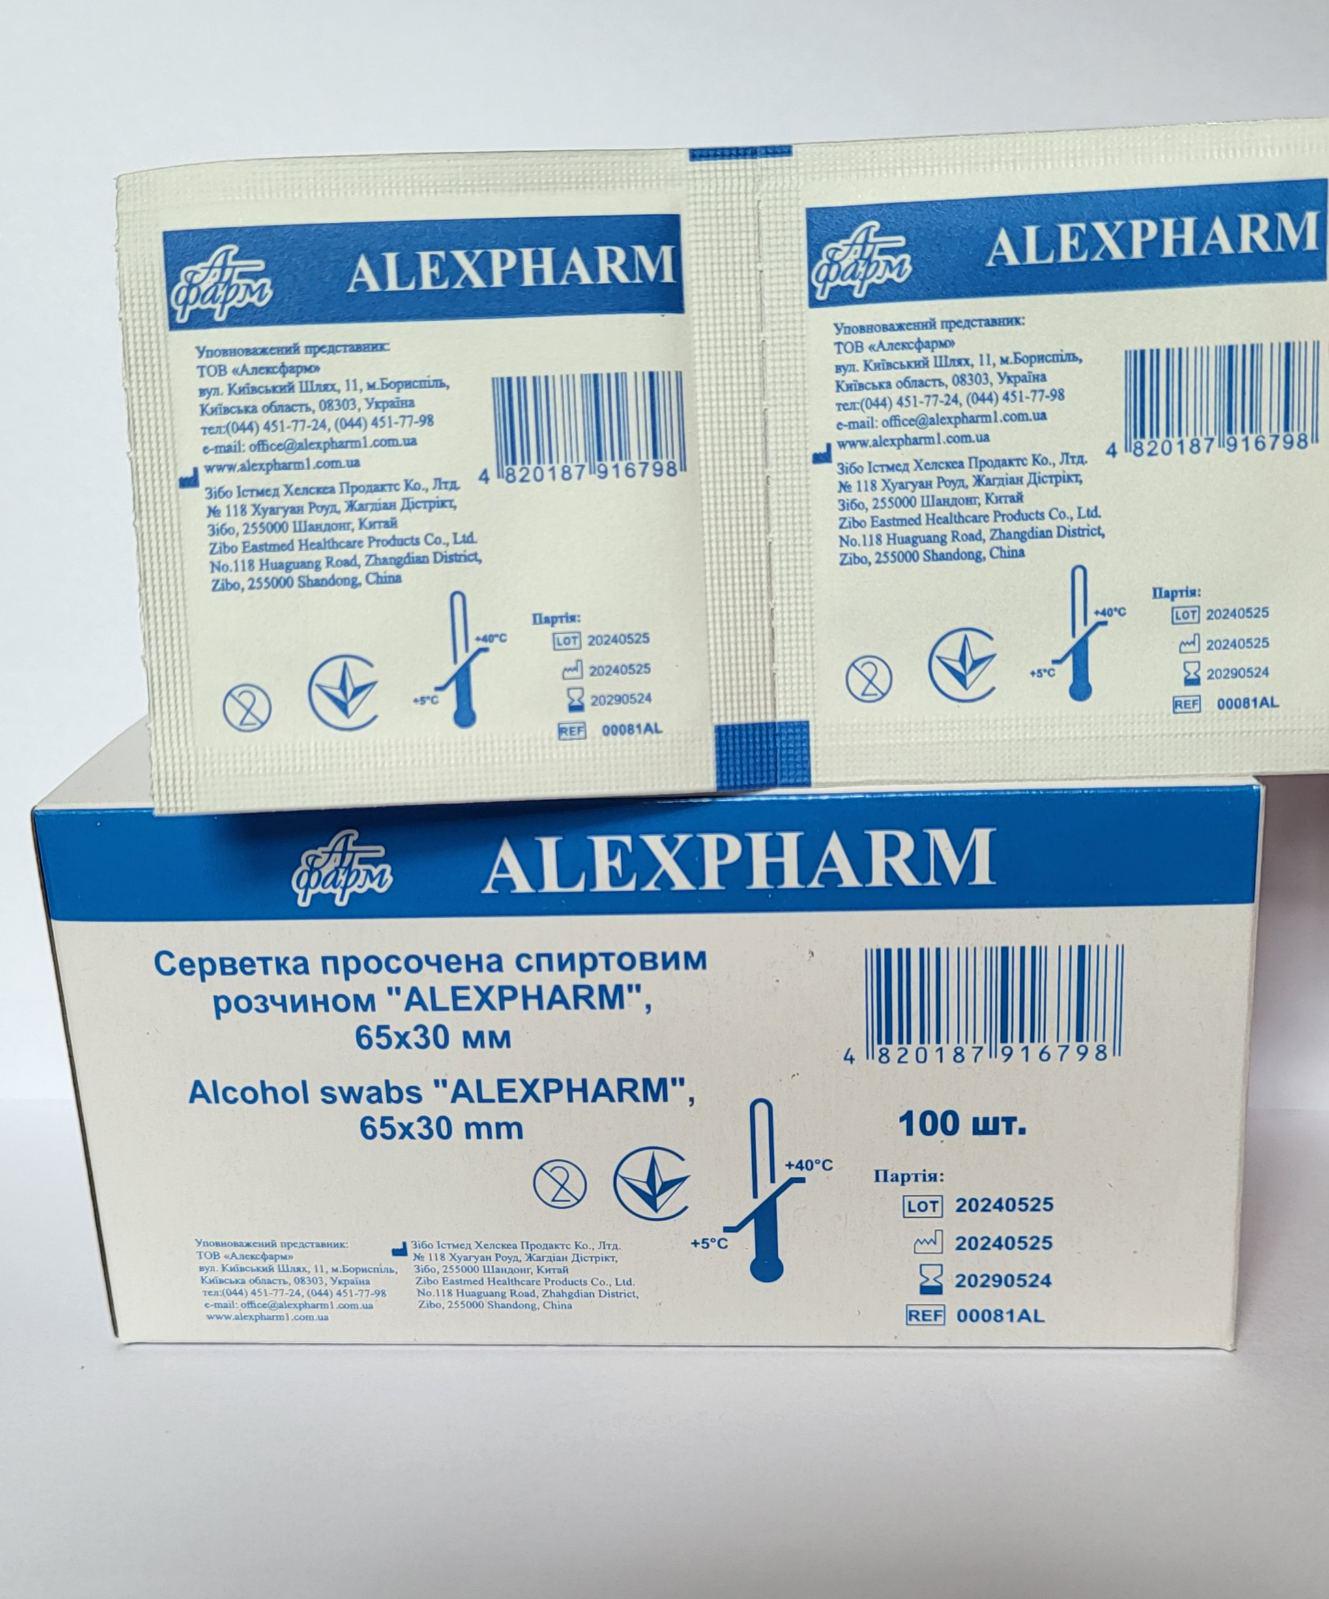 АГ
фарм
ALEXPHARM
Уповноважений представник:
ТОВ «Алексфарм»
вул. Київський Шлях, 11, м.Бориспіль,
Київська область, 08303, Україна
тел:(044) 451-77-24, (044) 451-77-98
e-mail: office@alexpharm1.com.ua
www.alexpharm1.com.ua
Зібо Істмед Хелскеа Продактс Ко., Лтд.
№ 118 Хуагуан Роуд, Жагдіан Дістрікт,
Зібо, 255000 Шандонг, Китай
Zibo Eastmed Healthcare Products Co., Ltd.
No.118 Huaguang Road, Zhangdian District,
Zibo, 255000 Shandong, China
4 820187 916798
2
+40°C
+5°C
Партія:
LOT 20240525
20240525
20290524
REF 00081AL
АГ
фарм
ALEXPHARM
Уповноважений представник:
ТОВ «Алексфарм»
вул. Київський Шлях, 11, м.Бориспіль,
Київська область, 08303, Україна
тел:(044) 451-77-24, (044) 451-77-98
e-mail: office@alexpharm1.com.ua
www.alexpharm1.com.ua
Зібо Істмед Хелскеа Продактс Ко., Лтд.
№ 118 Хуагуан Роуд, Жагдіан Дістрікт,
Зібо, 255000 Шандонг, Китай
Zibo Eastmed Healthcare Products Co., Ltd.
No.118 Huaguang Road, Zhangdian District,
Zibo, 255000 Shandong, China
4 820187 916798
2
+40°C
+5°C
Партія:
LOT 20240525
20240525
20290524
REF 00081AL
АГ
фарм
ALEXPHARM
Серветка просочена спиртовим
розчином "ALEXPHARM",
65х30 мм
Alcohol swabs "ALEXPHARM",
65x30 mm
4 820187 916798
100 шт.
2
+40°C
+5°C
Партія:
LOT 20240525
20240525
20290524
REF 00081AL
Уповноважений представник:
ТОВ «Алексфарм»
вул. Київський Шлях, 11, м.Бориспіль,
Київська область, 08303, Україна
тел:(044) 451-77-24, (044) 451-77-98
e-mail: office@alexpharm1.com.ua
www.alexpharm1.com.ua
Зібо Істмед Хелскеа Продактс Ко., Лтд.
№ 118 Хуагуан Роуд, Жагдіан Дістрікт,
Зібо, 255000 Шандонг, Китай
Zibo Eastmed Healthcare Products Co., Ltd.
No.118 Huaguang Road, Zhahgdian District,
Zibo, 255000 Shandong, China